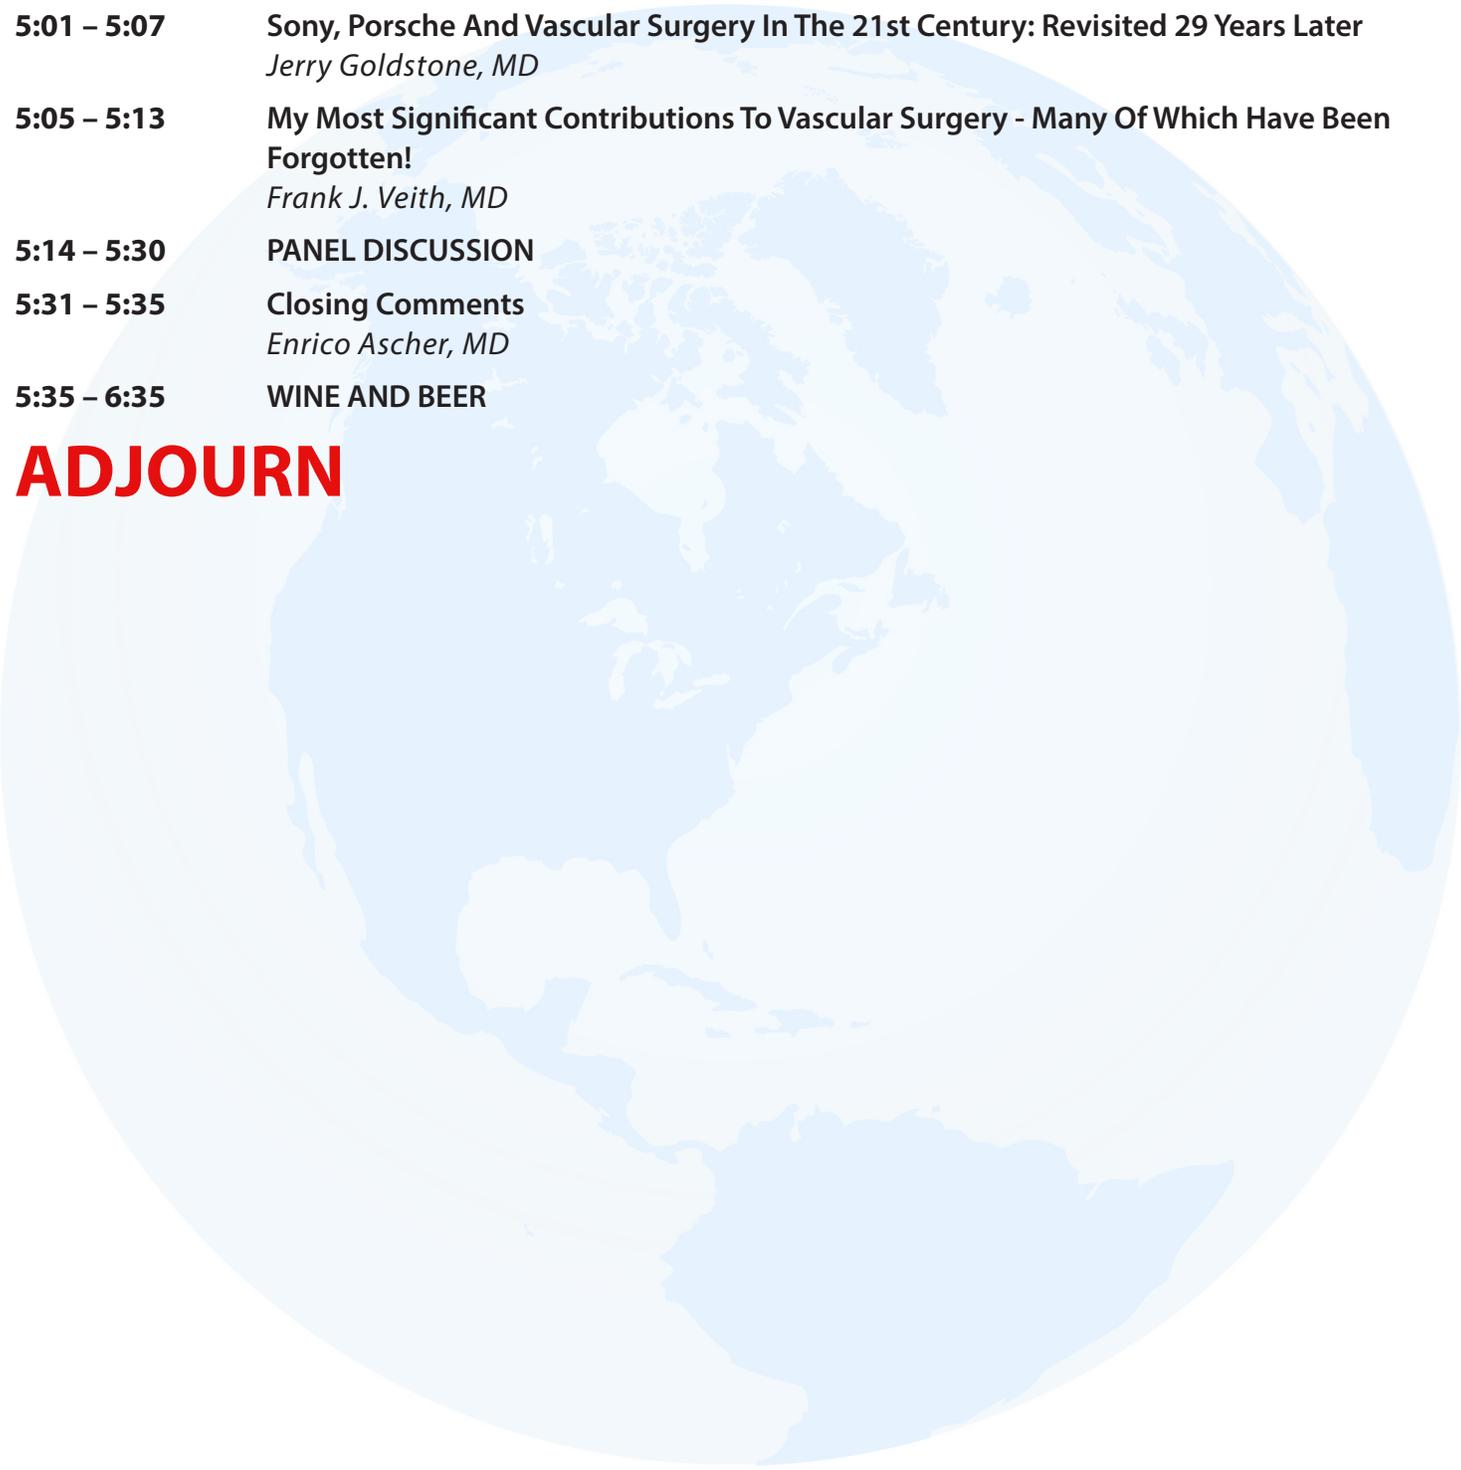 5:01 – 5:07 Sony, Porsche And Vascular Surgery In The 21st Century: Revisited 29 Years Later
Jerry Goldstone, MD
5:05 – 5:13 My Most Significant Contributions To Vascular Surgery - Many Of Which Have Been
Forgotten!
Frank J. Veith, MD
5:14 – 5:30 PANEL DISCUSSION
5:31 – 5:35 Closing Comments
Enrico Ascher, MD
5:35 – 6:35 WINE AND BEER
ADJOURN